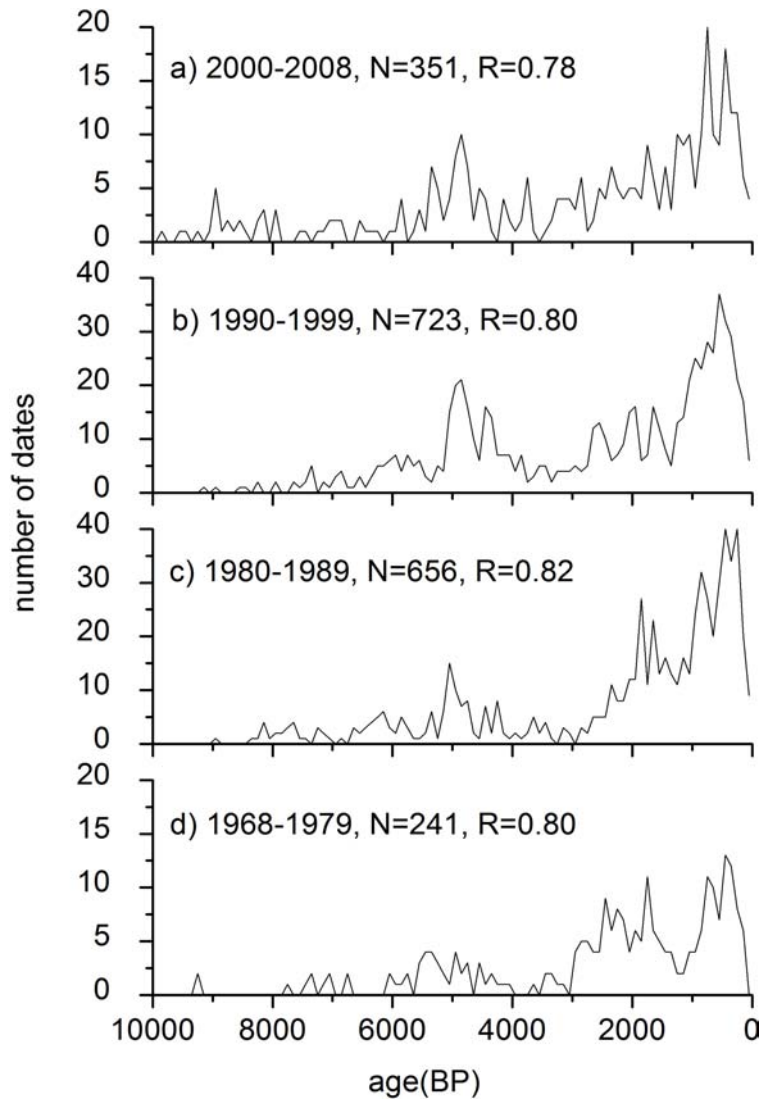 20
a) 2000-2008, N=351, R=0.78
15
10
5
0
40
b) 1990-1999, N=723, R=0.80
30
20
10
0
number of dates
40
c) 1980-1989, N=656, R=0.82
30
20
10
0
20
d) 1968-1979, N=241, R=0.80
15
10
5
0
10000 8000 6000 4000 2000 0
age(BP)